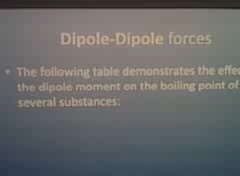 Dipole-Dipole forces
• The following table demonstrates the effe
the dipole moment on the boiling point of
several substances: